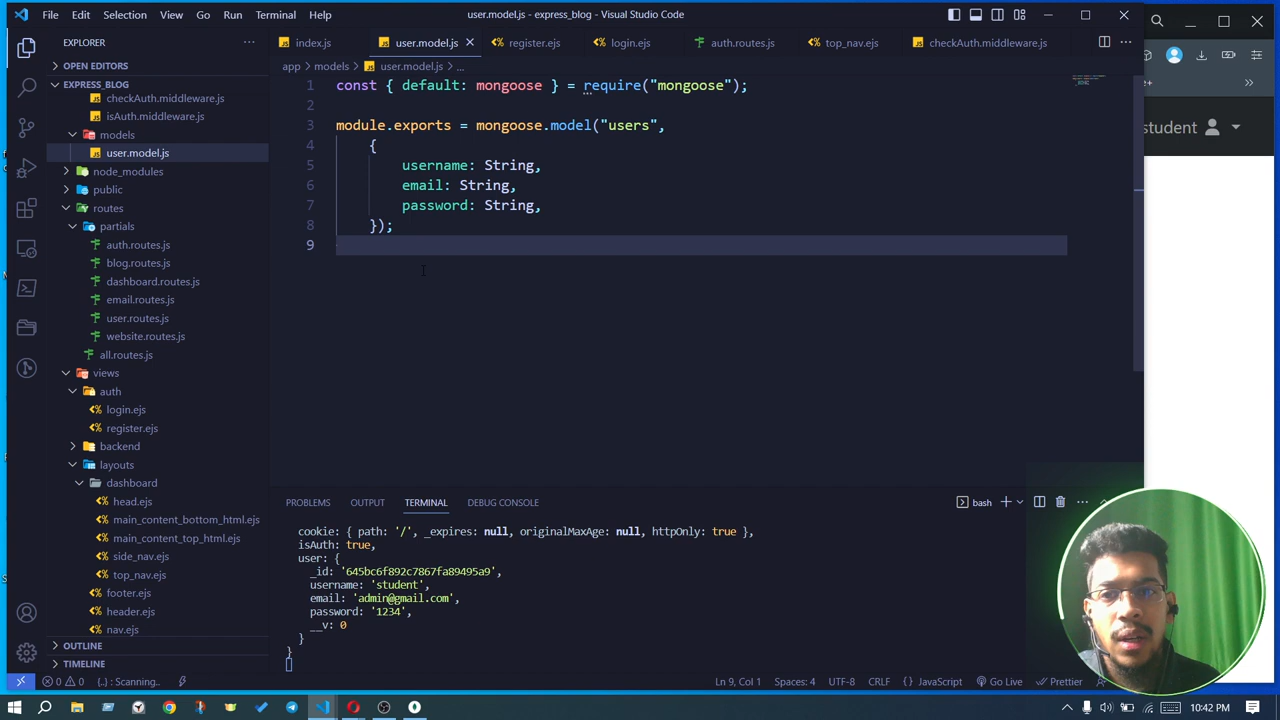 File Edit Selection View Go Run Terminal Help
user.model.js - express_blog - Visual Studio Code
EXPLORER
index.js
user.model.js
register.ejs
login.ejs
auth.routes.js
top_nav.ejs
checkAuth.middleware.js
OPEN EDITORS
app > models > user.model.js > ...
EXPRESS_BLOG
checkAuth.middleware.js
isAuth.middleware.js
models
user.model.js
node_modules
public
routes
partials
auth.routes.js
blog.routes.js
dashboard.routes.js
email.routes.js
user.routes.js
website.routes.js
all.routes.js
views
auth
login.ejs
register.ejs
backend
layouts
dashboard
head.ejs
main_content_bottom_html.ejs
main_content_top_html.ejs
side_nav.ejs
top_nav.ejs
footer.ejs
header.ejs
nav.ejs
OUTLINE
TIMELINE
1 const { default: mongoose } = require("mongoose");
2
3 module.exports = mongoose.model("users",
4 {
5 username: String,
6 email: String,
7 password: String,
8 });
9
student
PROBLEMS OUTPUT TERMINAL DEBUG CONSOLE
bash
cookie: { path: '/', _expires: null, originalMaxAge: null, httpOnly: true },
isAuth: true,
user: {
_id: '645bc6f892c7867fa89495a9',
username: 'student',
email: 'admin@gmail.com',
password: '1234',
__v: 0
}
}
0 0 {..} : Scanning..
Ln 9, Col 1 Spaces: 4 UTF-8 CRLF { } JavaScript Go Live Prettier
10:42 PM